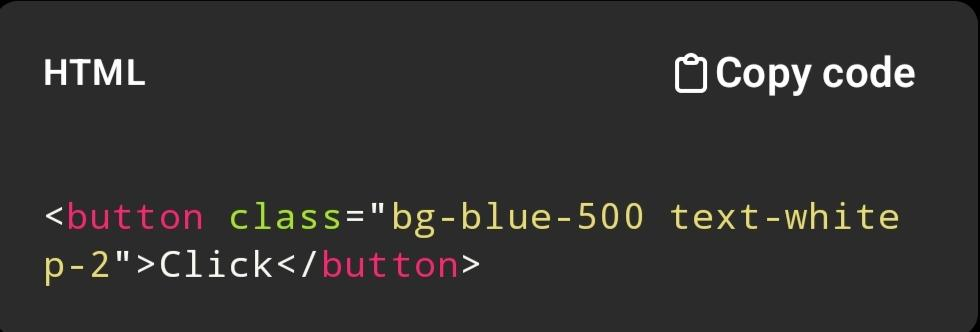 HTML
Copy code
<button class="bg-blue-500 text-white
p-2">Click</button>